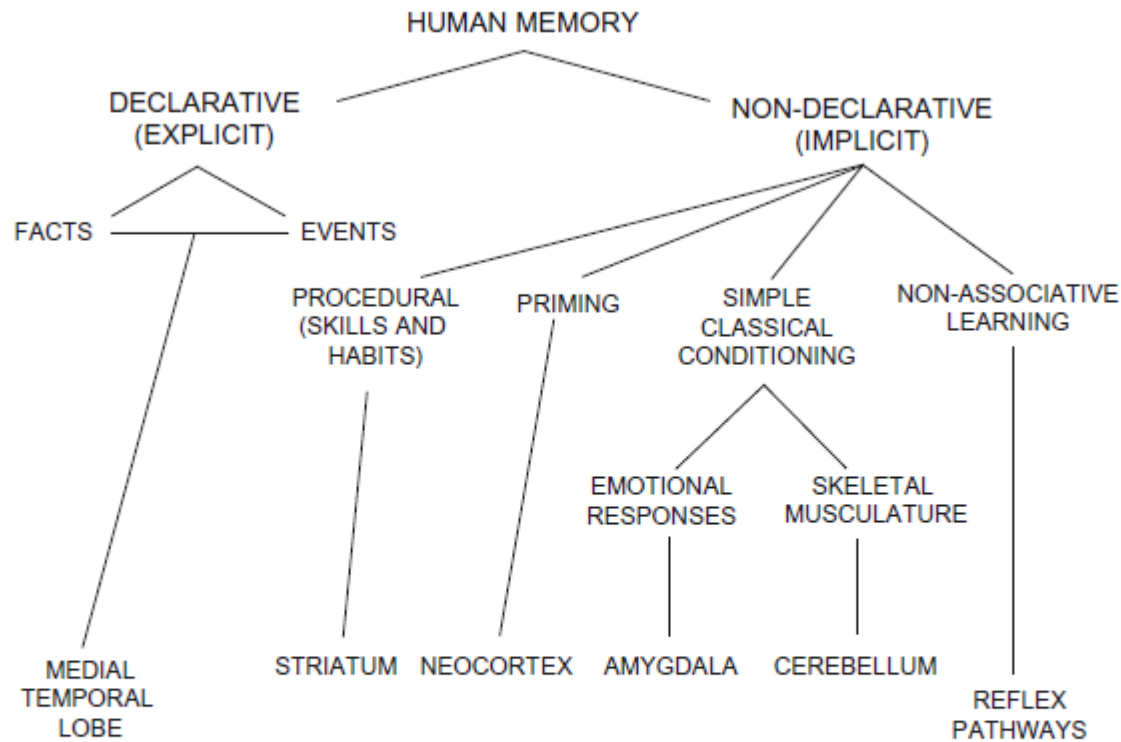 HUMAN MEMORY
DECLARATIVE
(EXPLICIT)
NON-DECLARATIVE
(IMPLICIT)
FACTS
EVENTS
PROCEDURAL
(SKILLS AND
HABITS)
PRIMING
SIMPLE
CLASSICAL
CONDITIONING
NON-ASSOCIATIVE
LEARNING
EMOTIONAL
RESPONSES
SKELETAL
MUSCULATURE
MEDIAL
TEMPORAL
LOBE
STRIATUM
NEOCORTEX
AMYGDALA
CEREBELLUM
REFLEX
PATHWAYS